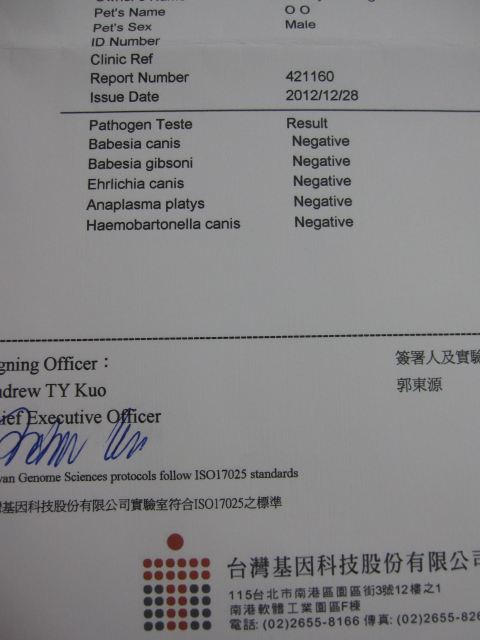 Pet's Name O O
Pet's Sex Male
ID Number
Clinic Ref
Report Number 421160
Issue Date 2012/12/28
Pathogen Teste Result
Babesia canis Negative
Babesia gibsoni Negative
Ehrlichia canis Negative
Anaplasma platys Negative
Haemobartonella canis Negative
gning Officer：
簽署人及實驗
ndrew TY Kuo
郭東源
ief Executive Officer
wan Genome Sciences protocols follow ISO17025 standards
灣基因科技股份有限公司實驗室符合ISO17025之標準
台灣基因科技股份有限公司
115台北市南港區園區街3號12樓之1
南港軟體工業園區F棟
電話: (02)2655-8166 傳真: (02)2655-826